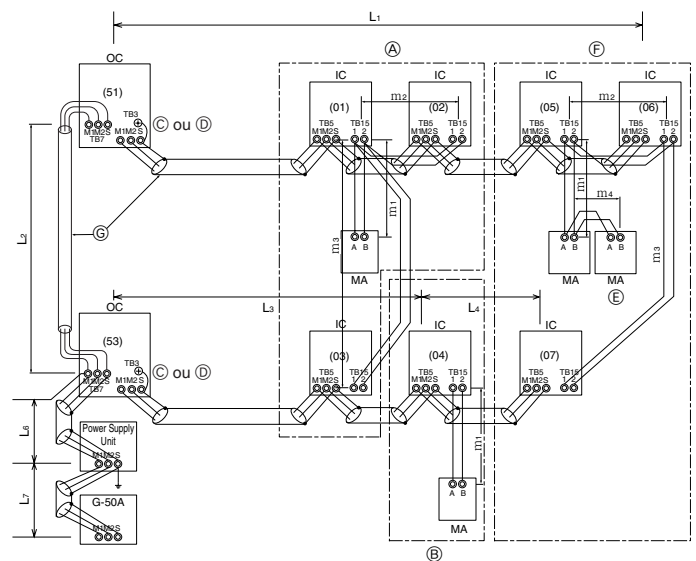 L1
OC
(51)
TB3
M1M2S
TB7
M1M2S
Ⓒ ou Ⓓ
Ⓐ
IC
(01)
TB5
M1M2S
TB15
1 2
m2
IC
(02)
TB5
M1M2S
TB15
1 2
Ⓕ
IC
(05)
TB5
M1M2S
TB15
1 2
m2
IC
(06)
TB5
M1M2S
TB15
1 2
L2
Ⓖ
m1
m3
A B
MA
m1
m1
m4
A B
MA
A B
MA
Ⓔ
m3
L3
L4
OC
(53)
TB3
M1M2S
TB7
M1M2S
Ⓒ ou Ⓓ
IC
(03)
TB5
M1M2S
TB15
1 2
IC
(04)
TB5
M1M2S
TB15
1 2
IC
(07)
TB5
M1M2S
TB15
1 2
L6
Power Supply
Unit
M1M2S
L7
G-50A
M1M2S
m1
A B
MA
Ⓑ